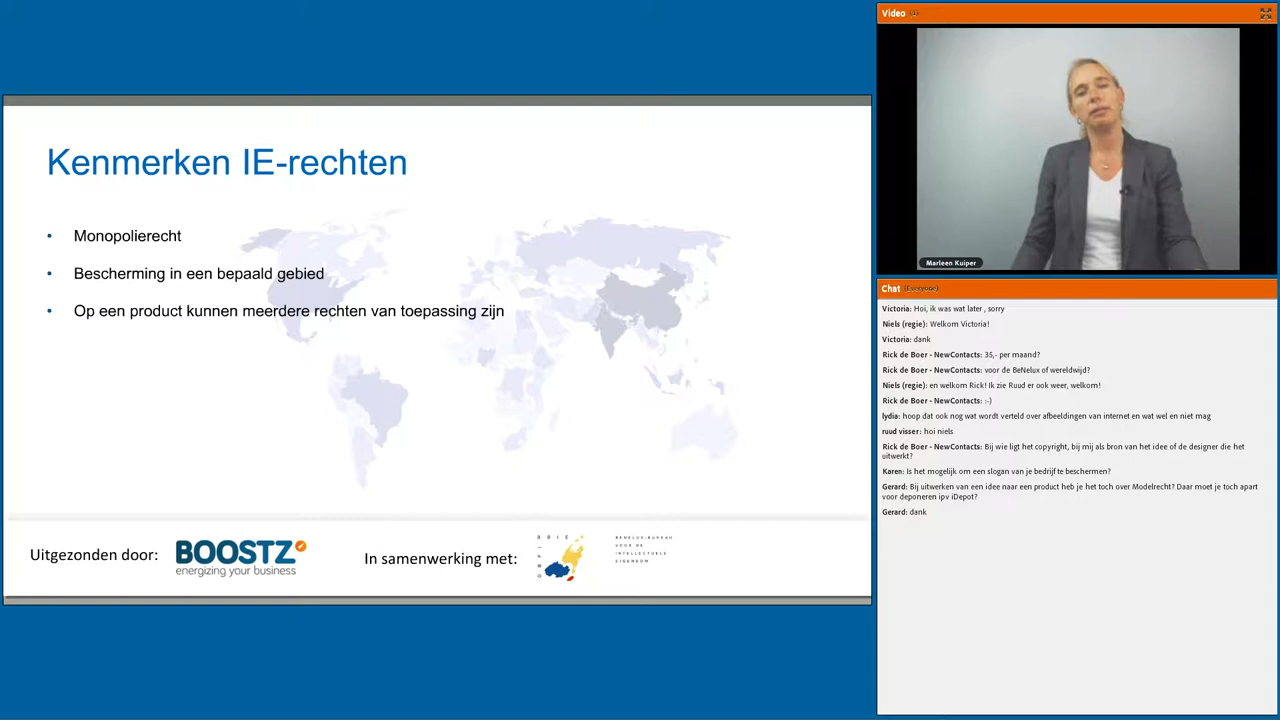 Kenmerken IE-rechten
• Monopolierecht
• Bescherming in een bepaald gebied
• Op een product kunnen meerdere rechten van toepassing zijn
Uitgezonden door:
BOOSTZ
energizing your business
In samenwerking met:
BENELUX-BUREAU
VOOR DE
INTELLECTUELE
EIGENDOM
Video
Marleen Kuiper
Chat (Everyone)
Victoria: Hoi, ik was wat later , sorry
Niels (regie): Welkom Victoria!
Victoria: dank
Rick de Boer - NewContacts: 35,- per maand?
Rick de Boer - NewContacts: voor de BeNelux of wereldwijd?
Niels (regie): en welkom Rick! Ik zie Ruud er ook weer, welkom!
Rick de Boer - NewContacts: :-)
lydia: hoop dat ook nog wat wordt verteld over afbeeldingen van internet en wat wel en niet mag
ruud visser: hoi niels
Rick de Boer - NewContacts: Bij wie ligt het copyright, bij mij als bron van het idee of de designer die het
uitwerkt?
Karen: Is het mogelijk om een slogan van je bedrijf te beschermen?
Gerard: Bij uitwerken van een idee naar een product heb je het toch over Modelrecht? Daar moet je toch apart
voor deponeren ipv iDepot?
Gerard: dank